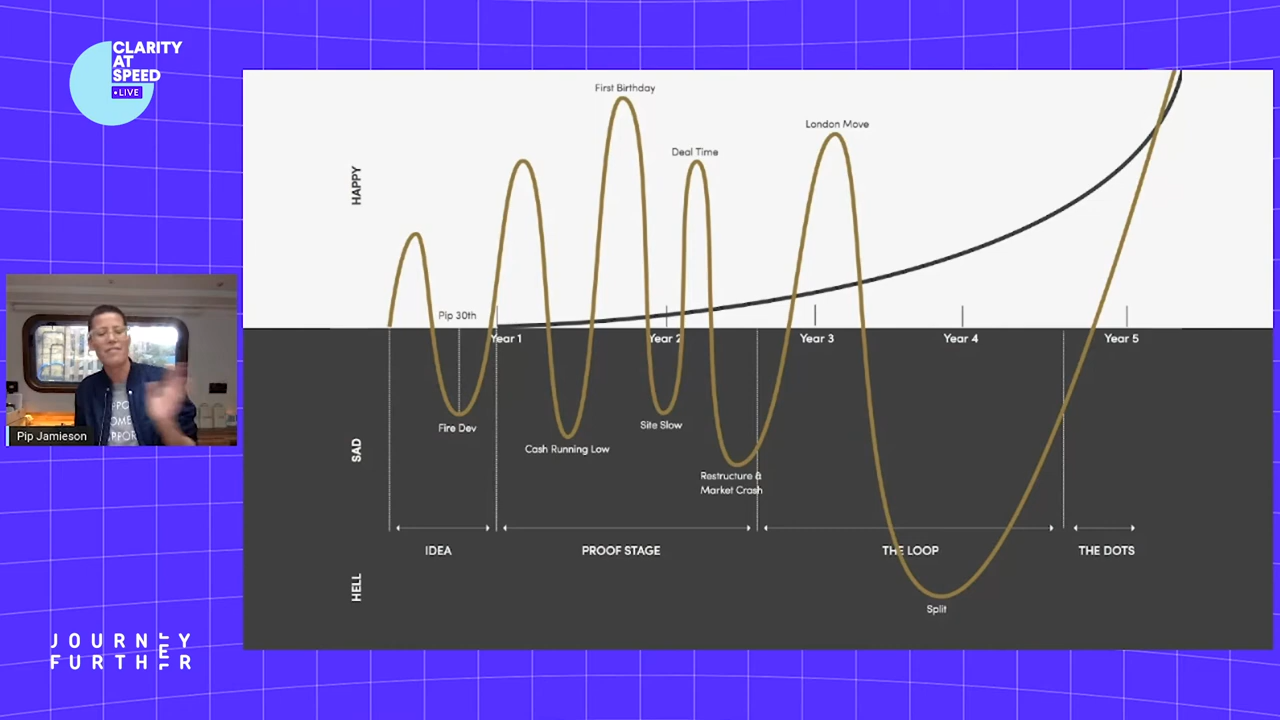 CLARITY
AT
SPEED
•LIVE
First Birthday
London Move
Deal Time
HAPPY
Pip 30th
Year 1
Year 2
Year 3
Year 4
Year 5
Fire Dev
Site Slow
Cash Running Low
SAD
Restructure &
Market Crash
IDEA
PROOF STAGE
THE LOOP
THE DOTS
HELL
Split
Pip Jamieson
JOURNEY
FURTHER